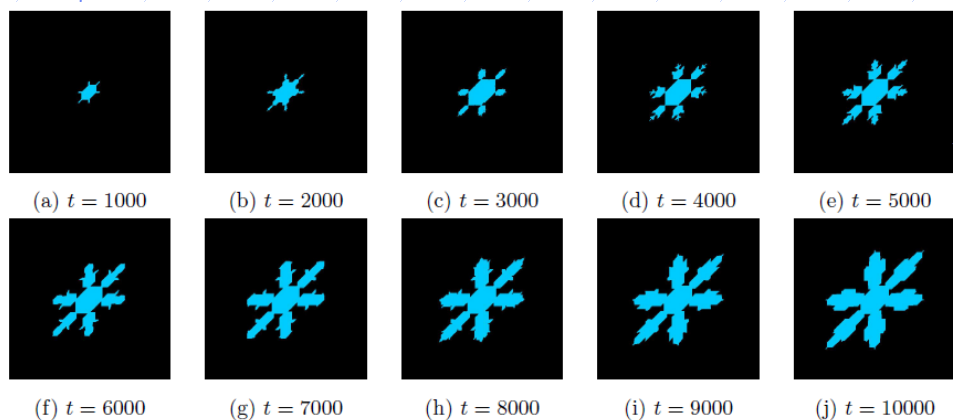 (a) t = 1000 (b) t = 2000 (c) t = 3000 (d) t = 4000 (e) t = 5000
(f) t = 6000 (g) t = 7000 (h) t = 8000 (i) t = 9000 (j) t = 10000